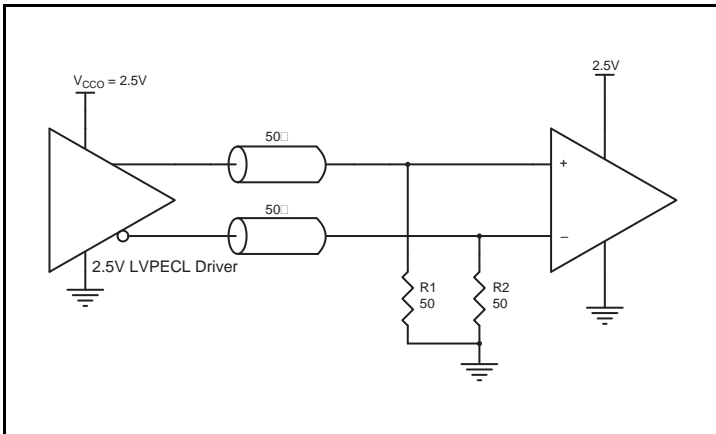 V_CCO = 2.5V
2.5V
50□
50□
+
–
2.5V LVPECL Driver
R1
50
R2
50